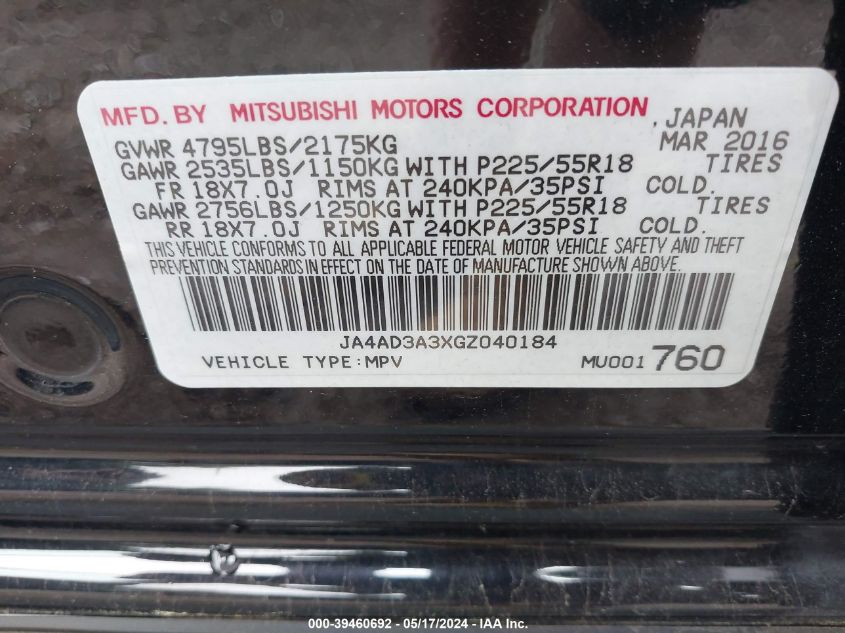 MFD. BY MITSUBISHI MOTORS CORPORATION , JAPAN
GVWR 4795LBS/2175KG MAR 2016
GAWR 2535LBS/1150KG WITH P225/55R18 TIRES
FR 18X7.0J RIMS AT 240KPA/35PSI COLD.
GAWR 2756LBS/1250KG WITH P225/55R18 TIRES
RR 18X7.0J RIMS AT 240KPA/35PSI COLD.
THIS VEHICLE CONFORMS TO ALL APPLICABLE FEDERAL MOTOR VEHICLE SAFETY AND THEFT
PREVENTION STANDARDS IN EFFECT ON THE DATE OF MANUFACTURE SHOWN ABOVE.
JA4AD3A3XGZ040184
VEHICLE TYPE:MPV MU001760
000-39460692 - 05/17/2024 - IAA Inc.